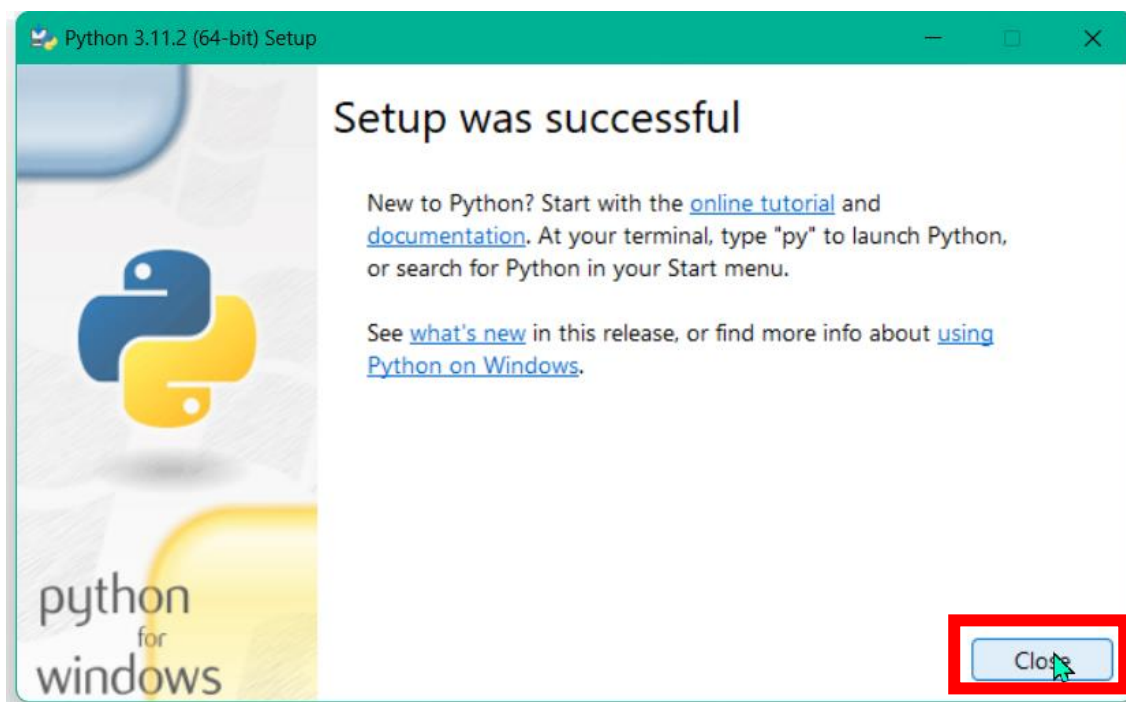 Python 3.11.2 (64-bit) Setup
Setup was successful
New to Python? Start with the online tutorial and
documentation. At your terminal, type "py" to launch Python,
or search for Python in your Start menu.
See what's new in this release, or find more info about using
Python on Windows.
python
for
windows
Close